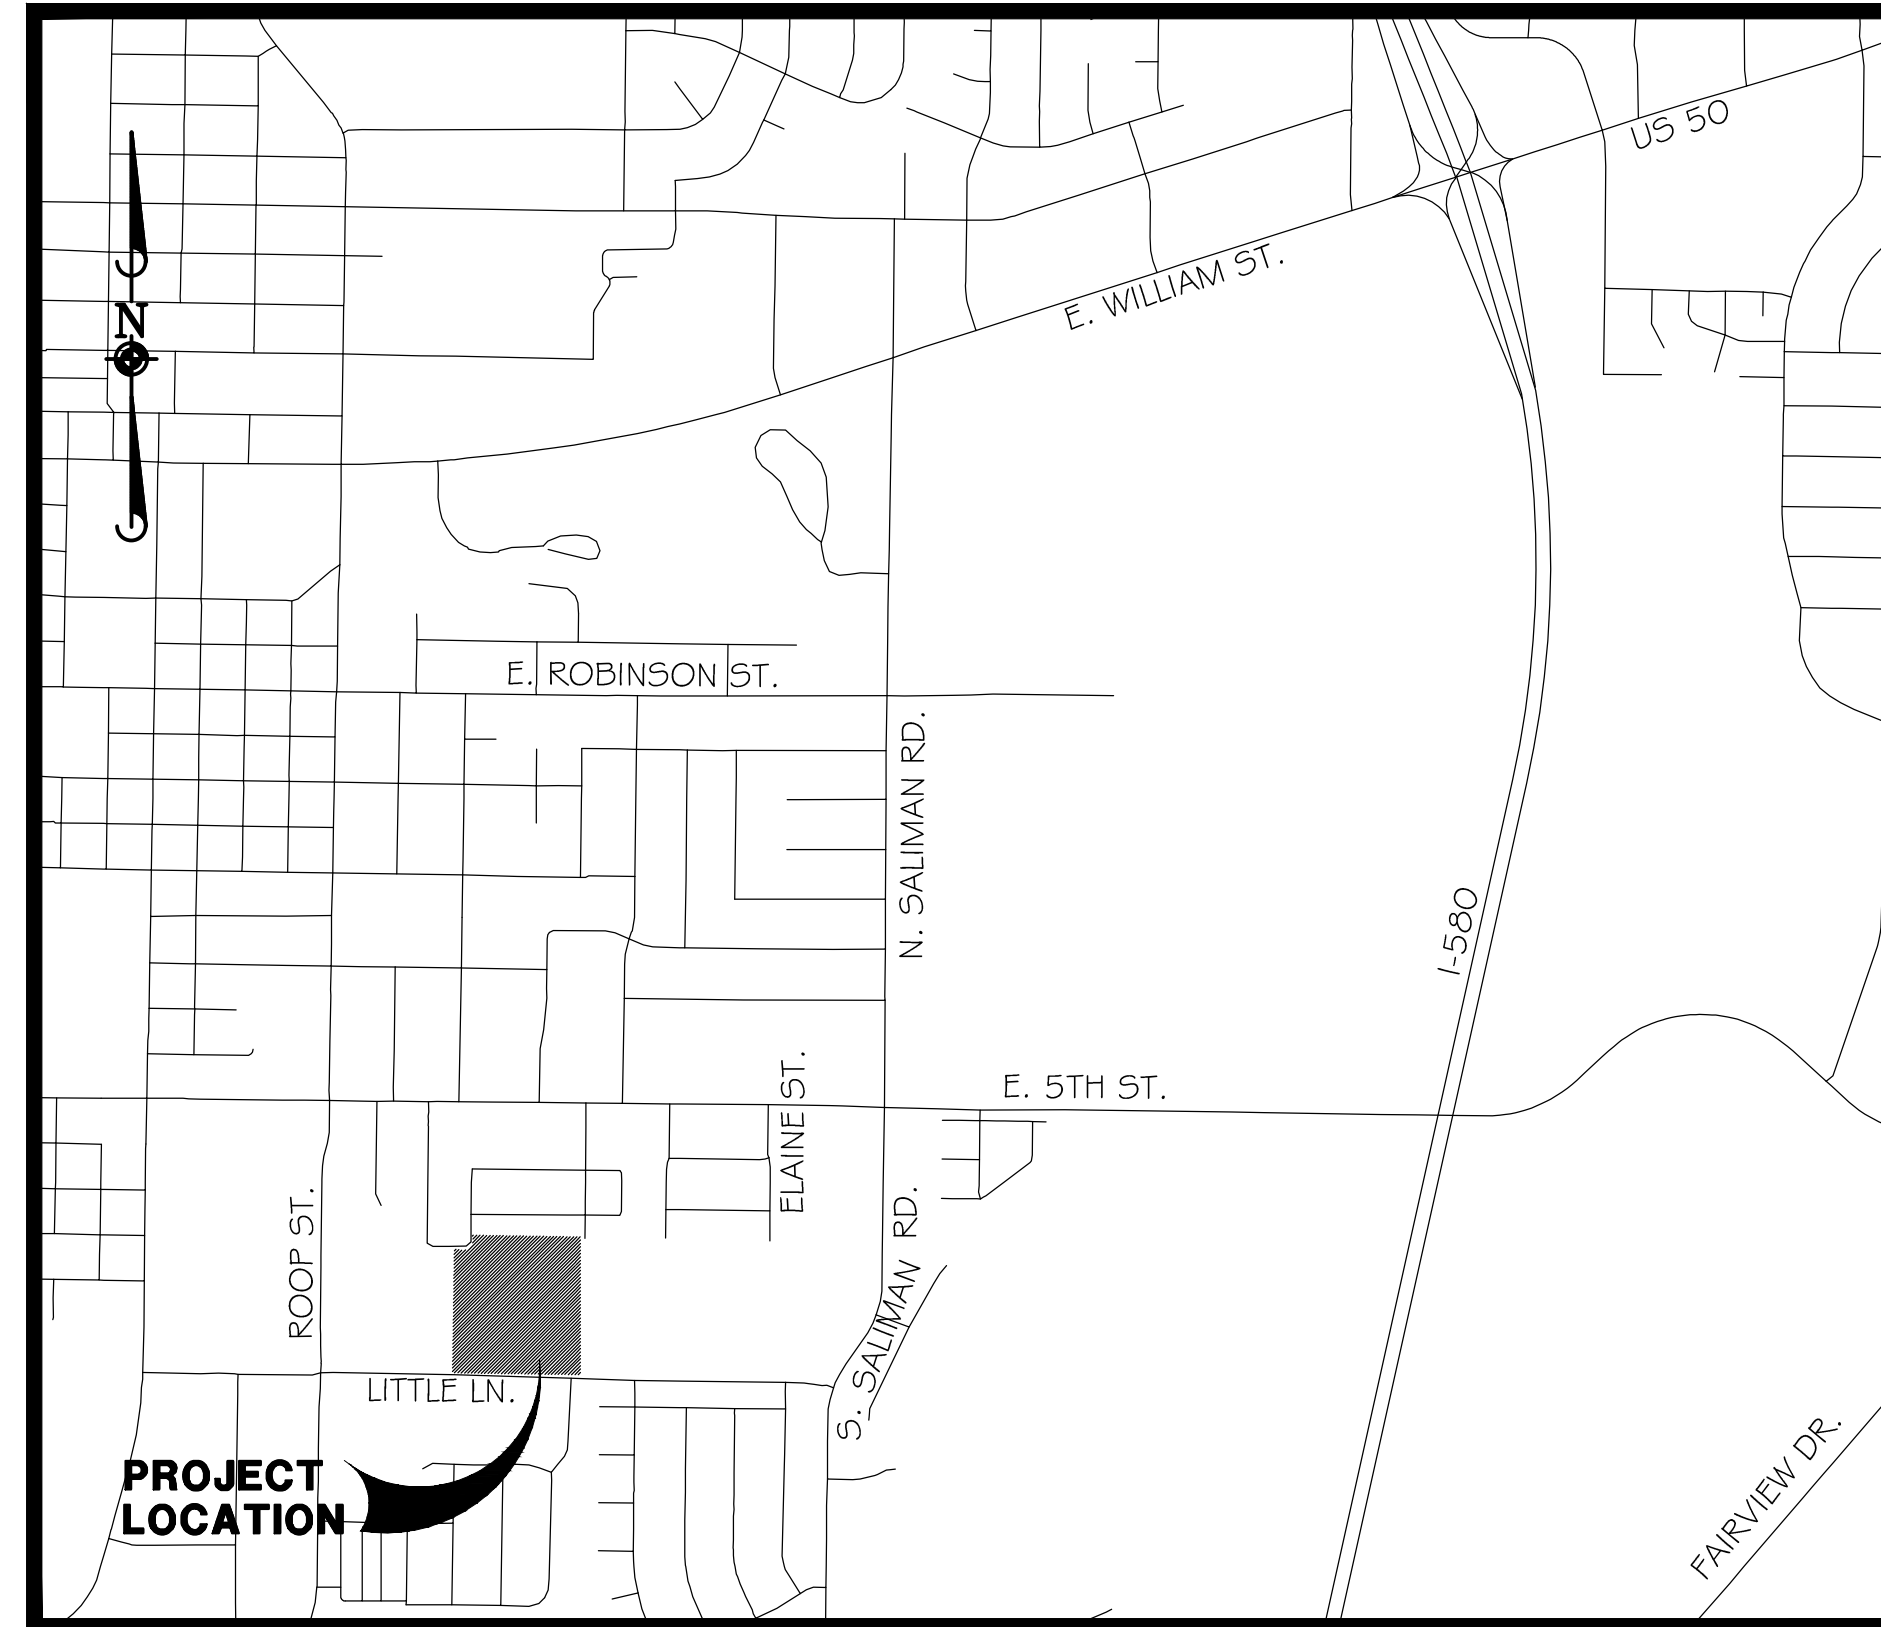 US 50
E. WILLIAM ST.
N
E. ROBINSON ST.
N. SALIMAN RD.
I-580
E. 5TH ST.
ELAINE ST.
ROOP ST.
S. SALIMAN RD.
LITTLE LN.
FAIRVIEW DR.
PROJECT
LOCATION